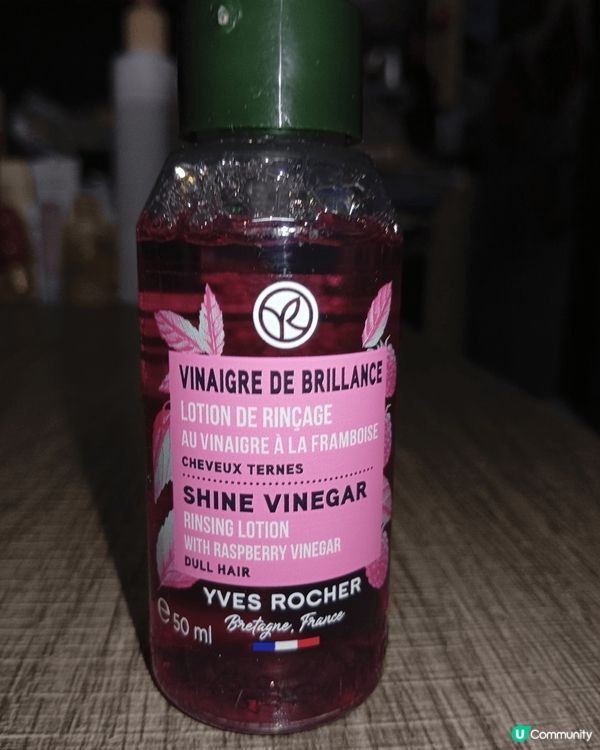 VINAIGRE DE BRILLANCE
LOTION DE RINÇAGE
AU VINAIGRE À LA FRAMBOISE
CHEVEUX TERNES
SHINE VINEGAR
RINSING LOTION
WITH RASPBERRY VINEGAR
DULL HAIR
YVES ROCHER
Bretagne, France
e 50 ml
U Community